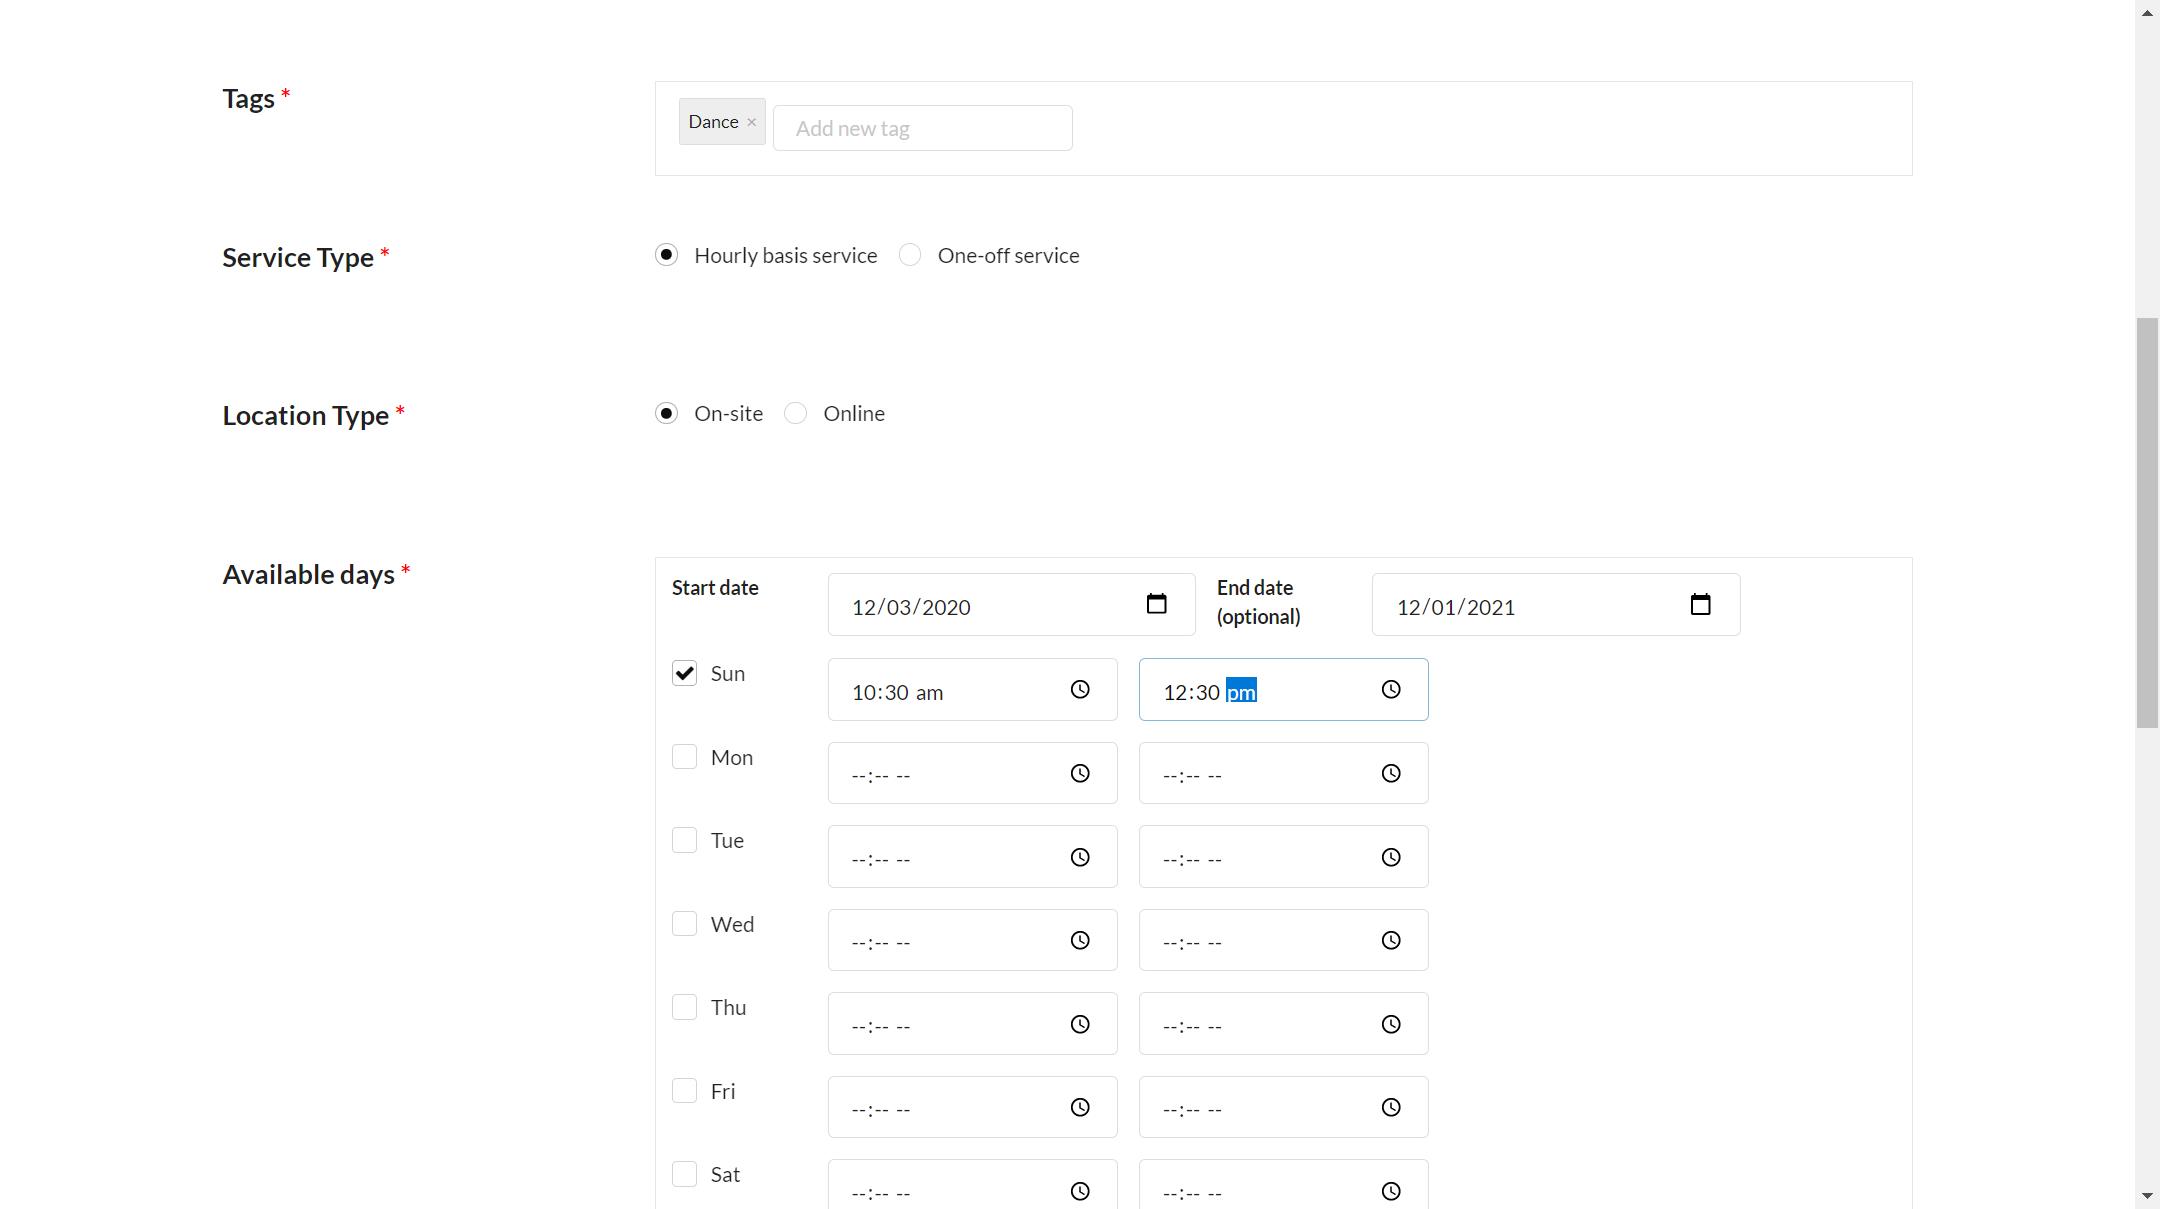 Tags *
Dance ×
Add new tag
Service Type *
Hourly basis service
One-off service
Location Type *
On-site
Online
Available days *
Start date
12/03/2020
End date
(optional)
12/01/2021
Sun
10:30 am
12:30 pm
Mon
--:-- --
--:-- --
Tue
--:-- --
--:-- --
Wed
--:-- --
--:-- --
Thu
--:-- --
--:-- --
Fri
--:-- --
--:-- --
Sat
--:-- --
--:-- --